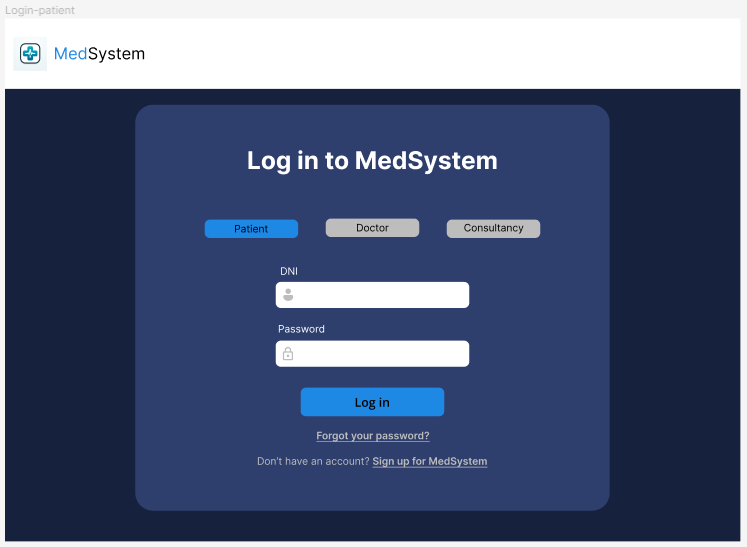 Login-patient
MedSystem
Log in to MedSystem
Patient Doctor Consultancy
DNI
Password
Log in
Forgot your password?
Don't have an account? Sign up for MedSystem